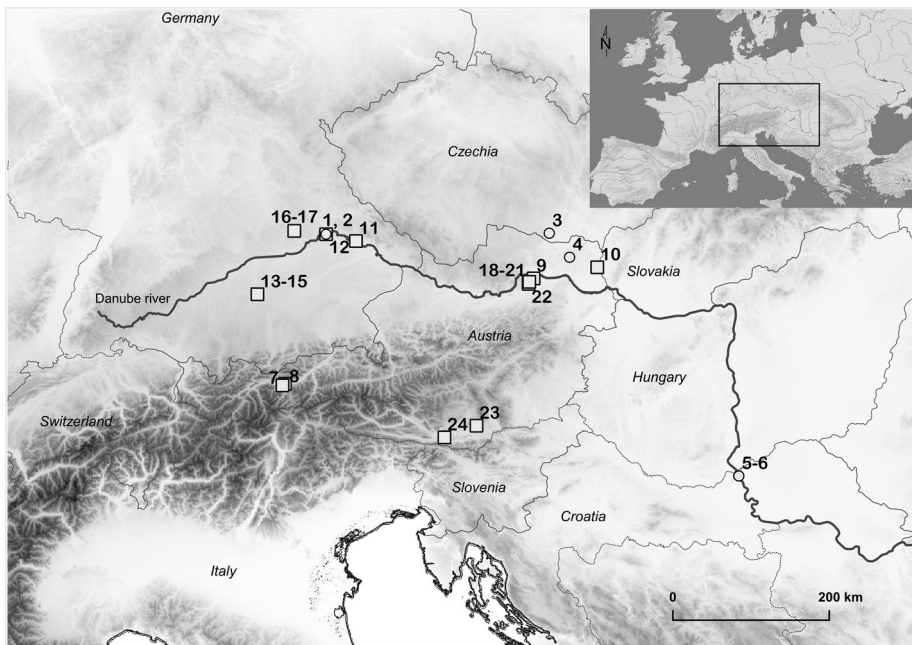 Germany
N
Czechia
16-17
1, 2
11
12
3
4
10
Slovakia
18-21
9
22
13-15
Danube river
Austria
Hungary
7
8
Switzerland
24
23
5-6
Slovenia
Croatia
Italy
0
200 km